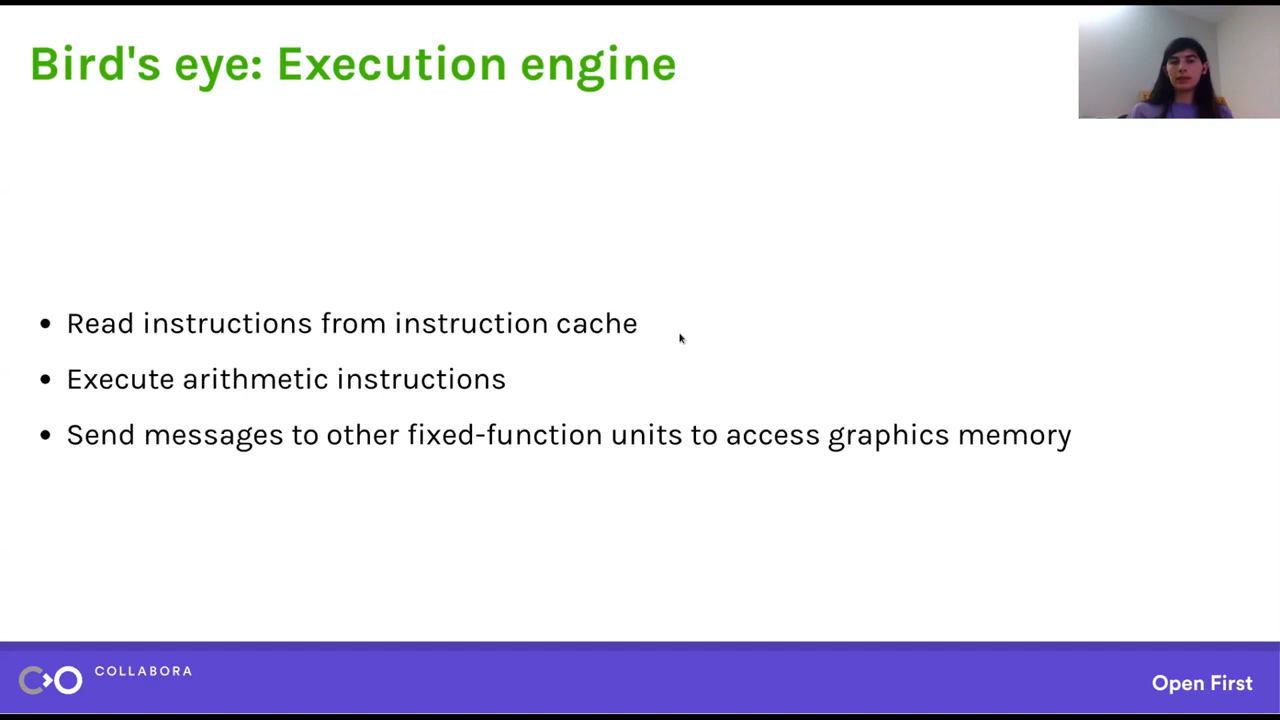 Bird's eye: Execution engine
• Read instructions from instruction cache
• Execute arithmetic instructions
• Send messages to other fixed-function units to access graphics memory
COLLABORA
Open First